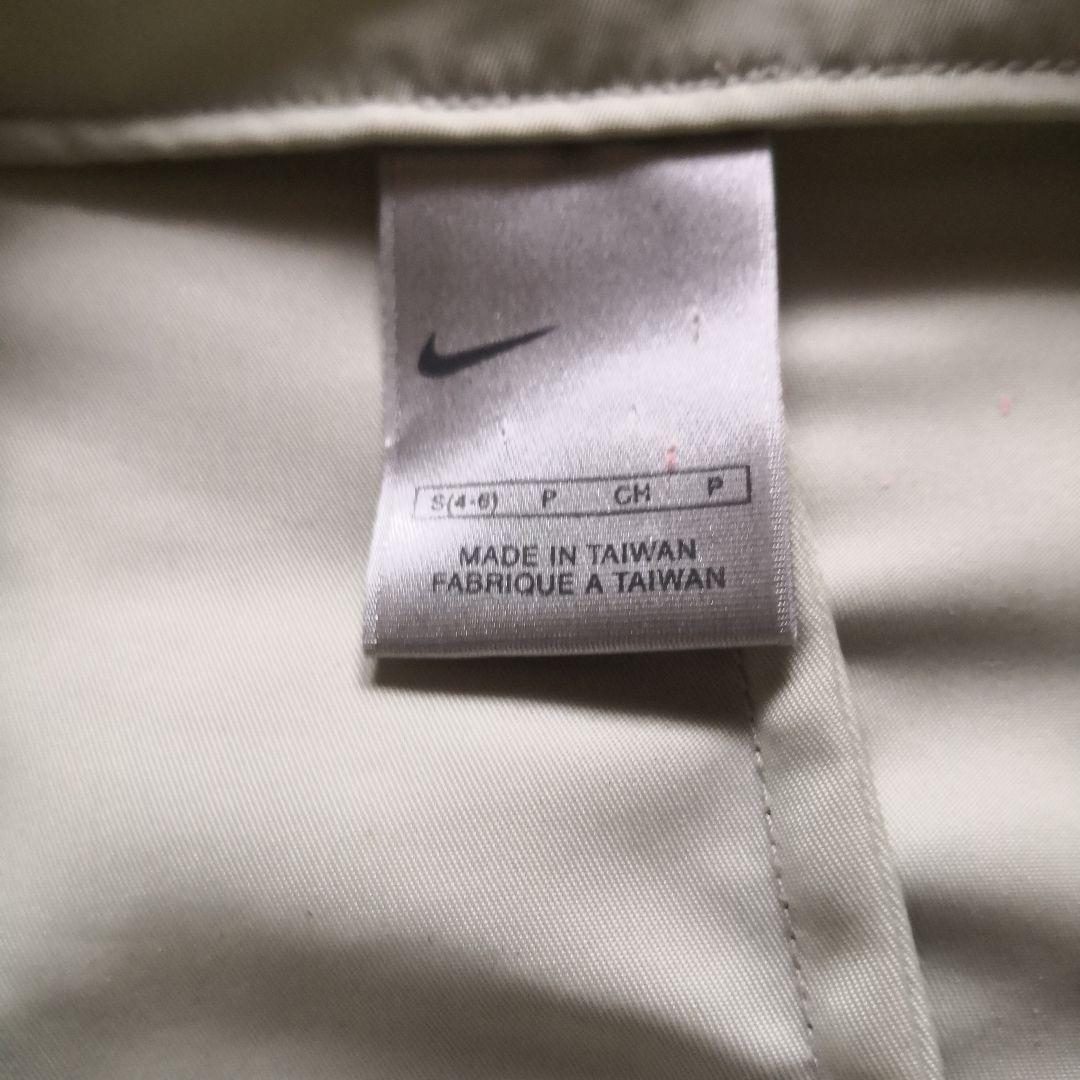 S(4-6) P CH P
MADE IN TAIWAN
FABRIQUE A TAIWAN